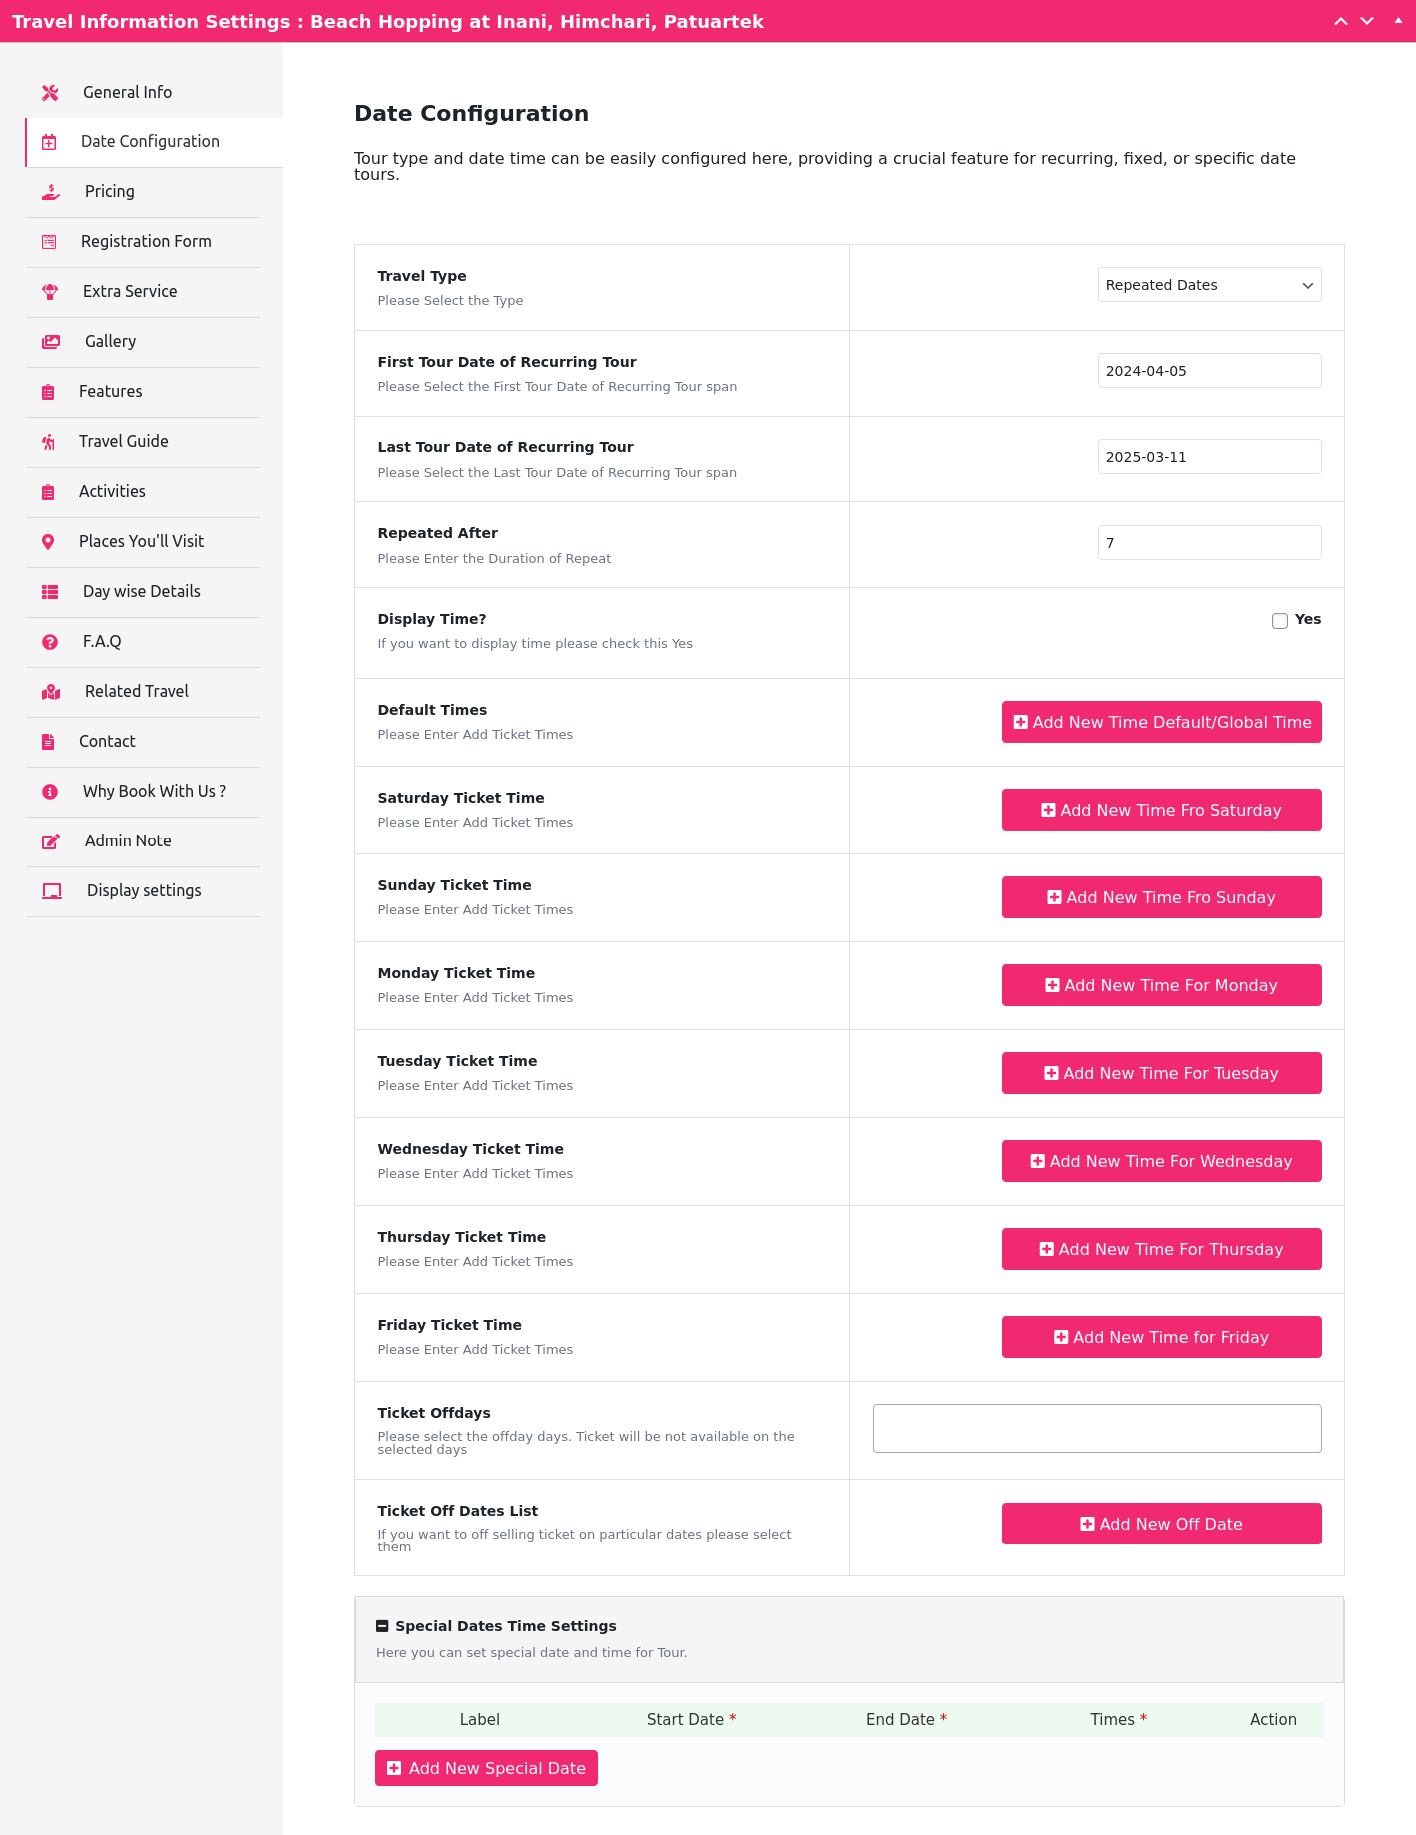 Travel Information Settings : Beach Hopping at Inani, Himchari, Patuartek
General Info
Date Configuration
Pricing
Registration Form
Extra Service
Gallery
Features
Travel Guide
Activities
Places You'll Visit
Day wise Details
F.A.Q
Related Travel
Contact
Why Book With Us ?
Admin Note
Display settings
Date Configuration
Tour type and date time can be easily configured here, providing a crucial feature for recurring, fixed, or specific date
tours.
Travel Type
Please Select the Type
Repeated Dates
First Tour Date of Recurring Tour
Please Select the First Tour Date of Recurring Tour span
2024-04-05
Last Tour Date of Recurring Tour
Please Select the Last Tour Date of Recurring Tour span
2025-03-11
Repeated After
Please Enter the Duration of Repeat
7
Display Time?
If you want to display time please check this Yes
Yes
Default Times
Please Enter Add Ticket Times
Add New Time Default/Global Time
Saturday Ticket Time
Please Enter Add Ticket Times
Add New Time Fro Saturday
Sunday Ticket Time
Please Enter Add Ticket Times
Add New Time Fro Sunday
Monday Ticket Time
Please Enter Add Ticket Times
Add New Time For Monday
Tuesday Ticket Time
Please Enter Add Ticket Times
Add New Time For Tuesday
Wednesday Ticket Time
Please Enter Add Ticket Times
Add New Time For Wednesday
Thursday Ticket Time
Please Enter Add Ticket Times
Add New Time For Thursday
Friday Ticket Time
Please Enter Add Ticket Times
Add New Time for Friday
Ticket Offdays
Please select the offday days. Ticket will be not available on the
selected days
Ticket Off Dates List
If you want to off selling ticket on particular dates please select
them
Add New Off Date
Special Dates Time Settings
Here you can set special date and time for Tour.
Label Start Date * End Date * Times * Action
Add New Special Date